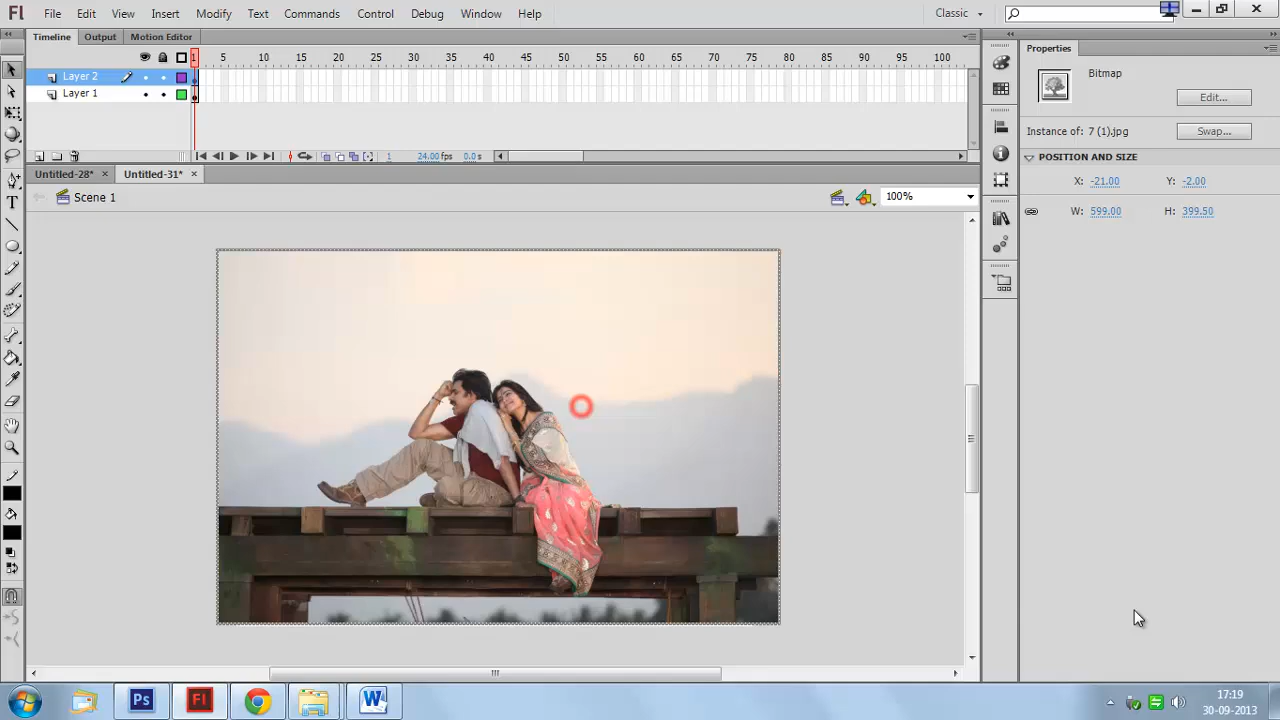 Fl File Edit View Insert Modify Text Commands Control Debug Window Help Classic
Timeline Output Motion Editor
Properties
1 5 10 15 20 25 30 35 40 45 50 55 60 65 70 75 80 85 90 95 100
Layer 2
Layer 1
Bitmap
Edit...
Instance of: 7 (1).jpg Swap...
1 24.00 fps 0.0 s
POSITION AND SIZE
Untitled-28* Untitled-31*
X: -21.00 Y: -2.00
Scene 1 100%
W: 599.00 H: 399.50
Ps Fl W
17:19
30-09-2013